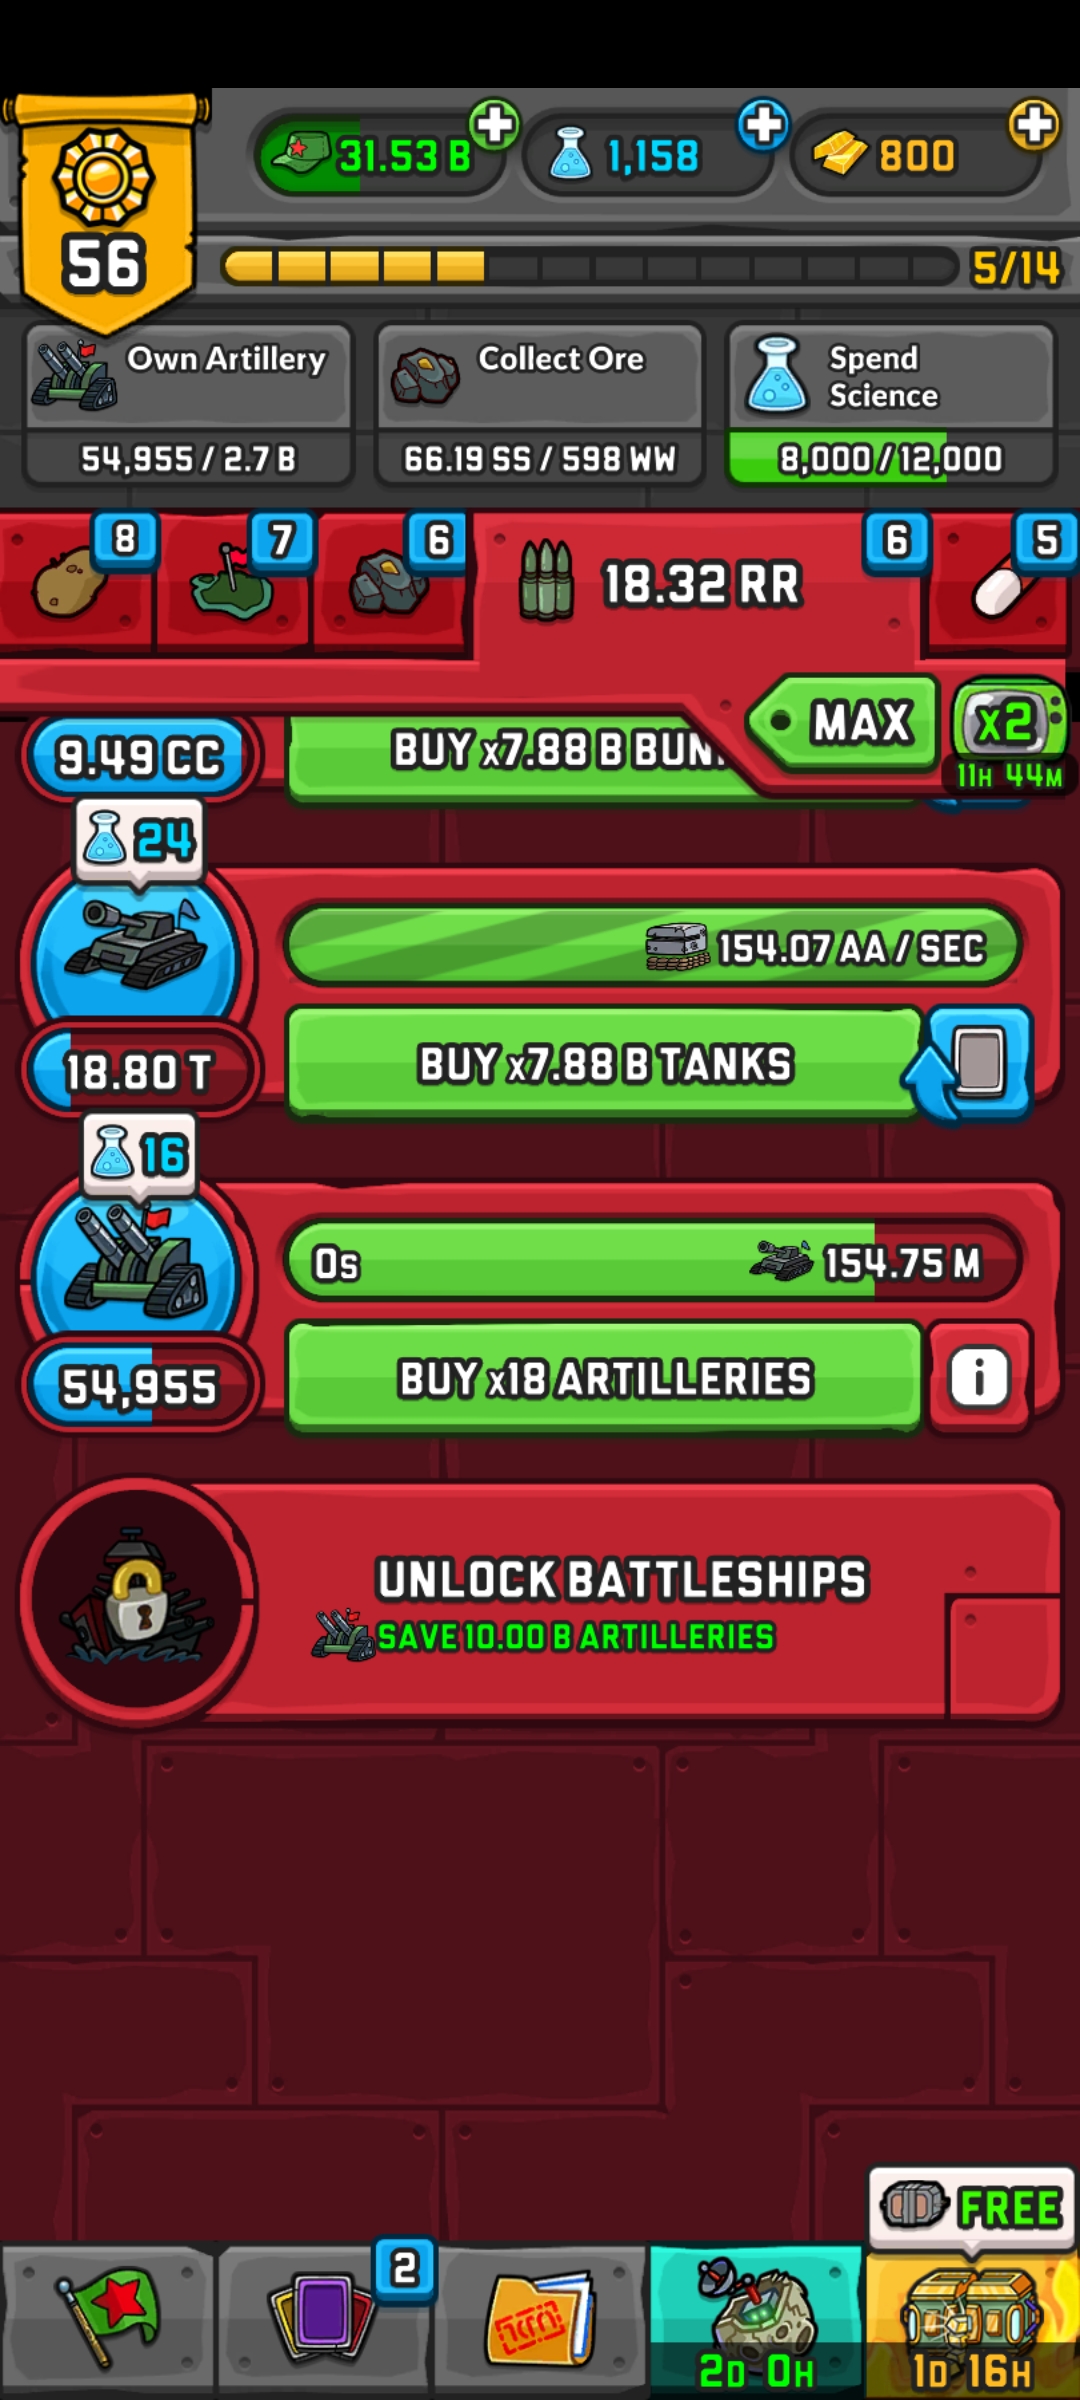 56
31.53 B
1,158
800
5/14
Own Artillery
54,955 / 2.7 B
Collect Ore
66.19 SS / 598 WW
Spend
Science
8,000 / 12,000
8
7
6
18.32 RR
6
5
MAX
x2
11H 44M
9.49 CC
BUY x7.88 B BUN
24
154.07 AA / SEC
18.80 T
BUY x7.88 B TANKS
16
0s
154.75 M
54,955
BUY x18 ARTILLERIES
i
UNLOCK BATTLESHIPS
SAVE 10.00 B ARTILLERIES
FREE
2
2D 0H
1D 16H